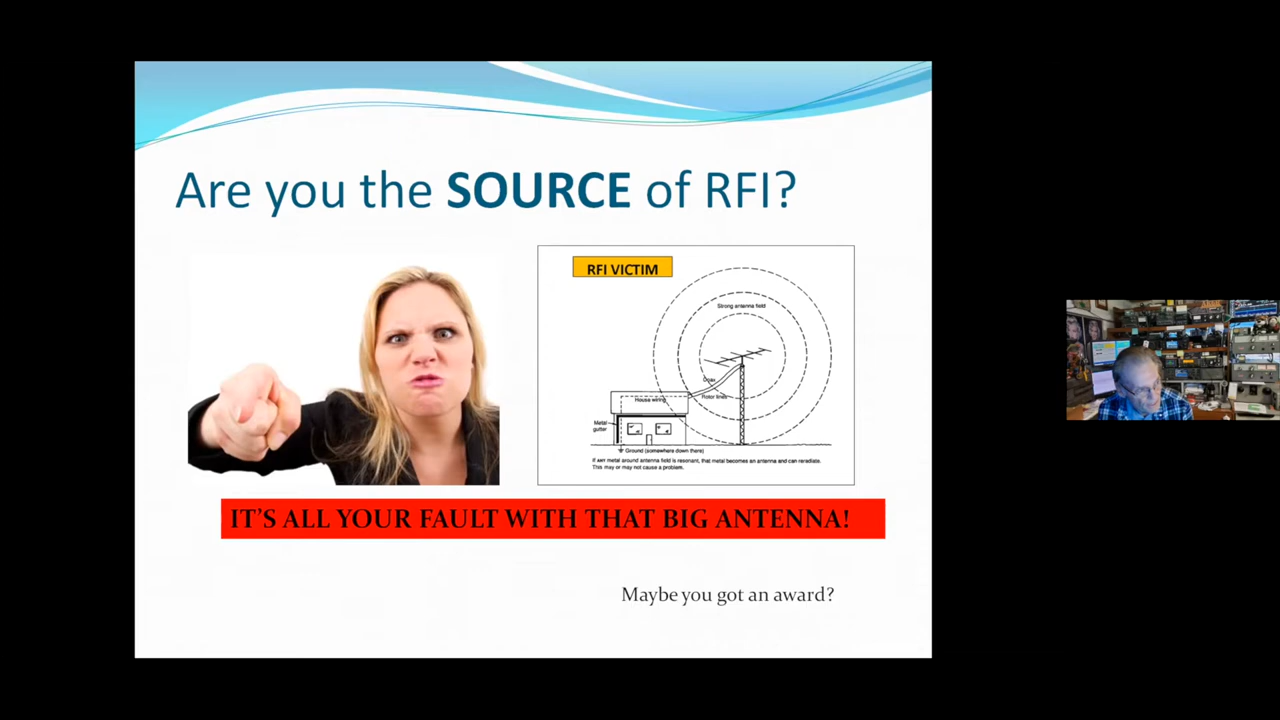 Are you the SOURCE of RFI?
RFI VICTIM
Strong antenna field
Coax
Rotor lines
House wiring
Metal
gutter
Ground (somewhere down there)
If ANY metal around antenna field is resonant, that metal becomes an antenna and can reradiate.
This may or may not cause a problem.
IT'S ALL YOUR FAULT WITH THAT BIG ANTENNA!
Maybe you got an award?